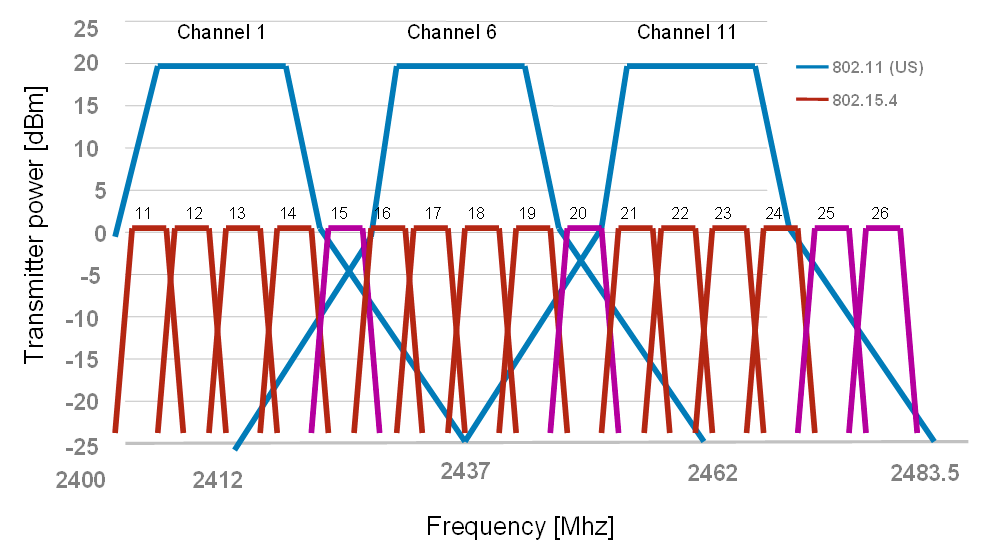 25
Channel 1
Channel 6
Channel 11
20
802.11 (US)
802.15.4
15
10
5
11 12 13 14 15 16 17 18 19 20 21 22 23 24 25 26
0
-5
-10
-15
-20
-25
Transmitter power [dBm]
2400
2412
2437
2462
2483.5
Frequency [Mhz]